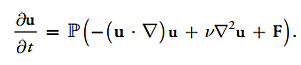 ∂u/∂t = ℙ(−(u · ∇)u + ν∇²u + F).